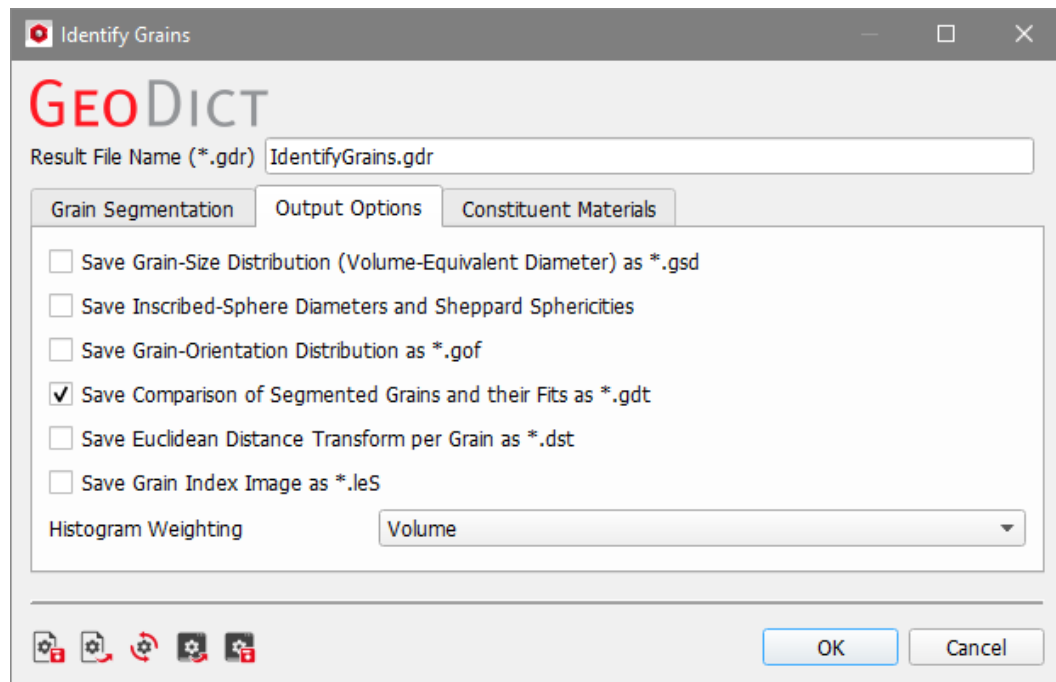 Identify Grains
GEODICT
Result File Name (*.gdr) IdentifyGrains.gdr
Grain Segmentation Output Options Constituent Materials
Save Grain-Size Distribution (Volume-Equivalent Diameter) as *.gsd
Save Inscribed-Sphere Diameters and Sheppard Sphericities
Save Grain-Orientation Distribution as *.gof
Save Comparison of Segmented Grains and their Fits as *.gdt
Save Euclidean Distance Transform per Grain as *.dst
Save Grain Index Image as *.leS
Histogram Weighting Volume
OK Cancel